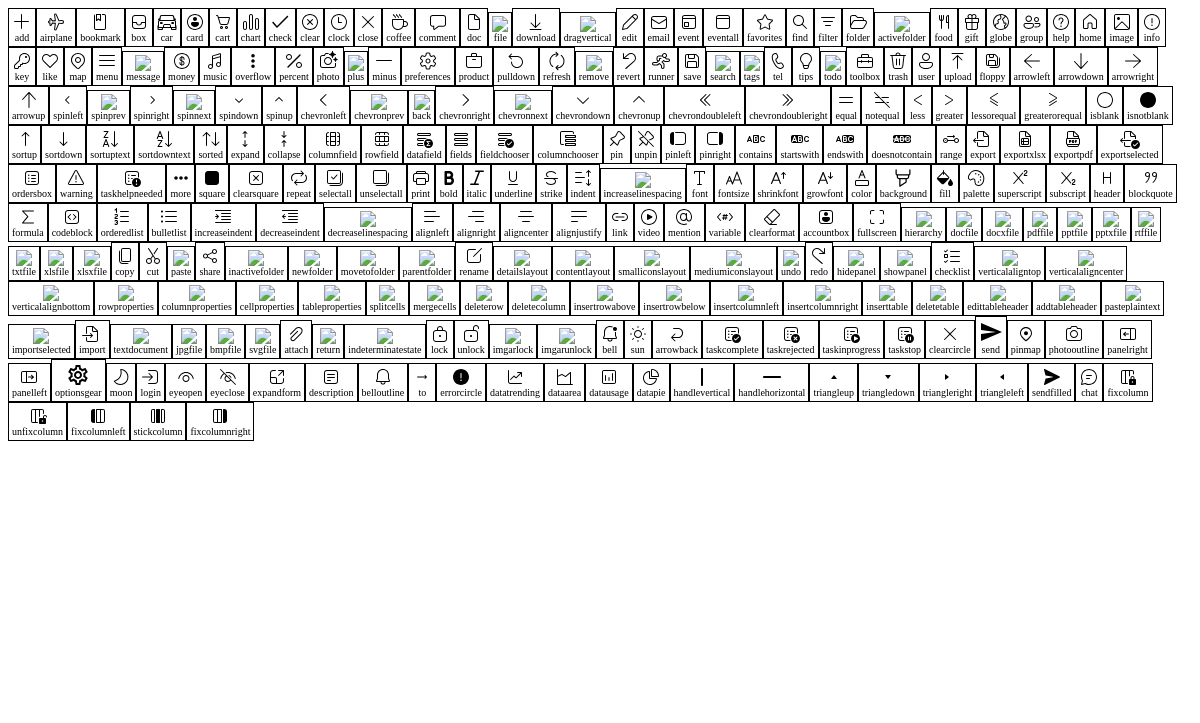 add airplane bookmark box car card cart chart check clear clock close coffee comment doc file download dragvertical edit email event eventall favorites find filter folder activefolder food gift globe group help home image info
key like map menu message money music overflow percent photo plus minus preferences product pulldown refresh remove revert runner save search tags tel tips todo toolbox trash user upload floppy arrowleft arrowdown arrowright
arrowup spinleft spinprev spinright spinnext spindown spinup chevronleft chevronprev back chevronright chevronnext chevrondown chevronup chevrondoubleleft chevrondoubleright equal notequal less greater lessorequal greaterorequal isblank isnotblank
sortup sortdown sortuptext sortdowntext sorted expand collapse columnfield rowfield datafield fields fieldchooser columnchooser pin unpin pinleft pinright contains startswith endswith doesnotcontain range export exportxlsx exportpdf exportselected
ordersbox warning taskhelpneeded more square clearsquare repeat selectall unselectall print bold italic underline strike indent increaselinespacing font fontsize shrinkfont growfont color background fill palette superscript subscript header blockquote
formula codeblock orderedlist bulletlist increaseindent decreaseindent decreaselinespacing alignleft alignright aligncenter alignjustify link video mention variable clearformat accountbox fullscreen hierarchy docfile docxfile pdffile pptfile pptxfile rtffile
txtfile xlsfile xlsxfile copy cut paste share inactivefolder newfolder movetofolder parentfolder rename detailslayout contentlayout smalliconslayout mediumiconslayout undo redo hidepanel showpanel checklist verticalaligntop verticalaligncenter
verticalalignbottom rowproperties columnproperties cellproperties tableproperties splitcells mergecells deleterow deletecolumn insertrowabove insertrowbelow insertcolumnleft insertcolumnright inserttable deletetable edittableheader addtableheader pasteplaintext
importselected import textdocument jpgfile bmpfile svgfile attach return indeterminatestate lock unlock imgarlock imgarunlock bell sun arrowback taskcomplete taskrejected taskinprogress taskstop clearcircle send pinmap photooutline panelright
panelleft optionsgear moon login eyeopen eyeclose expandform description belloutline to errorcircle datatrending dataarea datausage datapie handlevertical handlehorizontal triangleup triangledown triangleright triangleleft sendfilled chat fixcolumn
unfixcolumn fixcolumnleft stickcolumn fixcolumnright